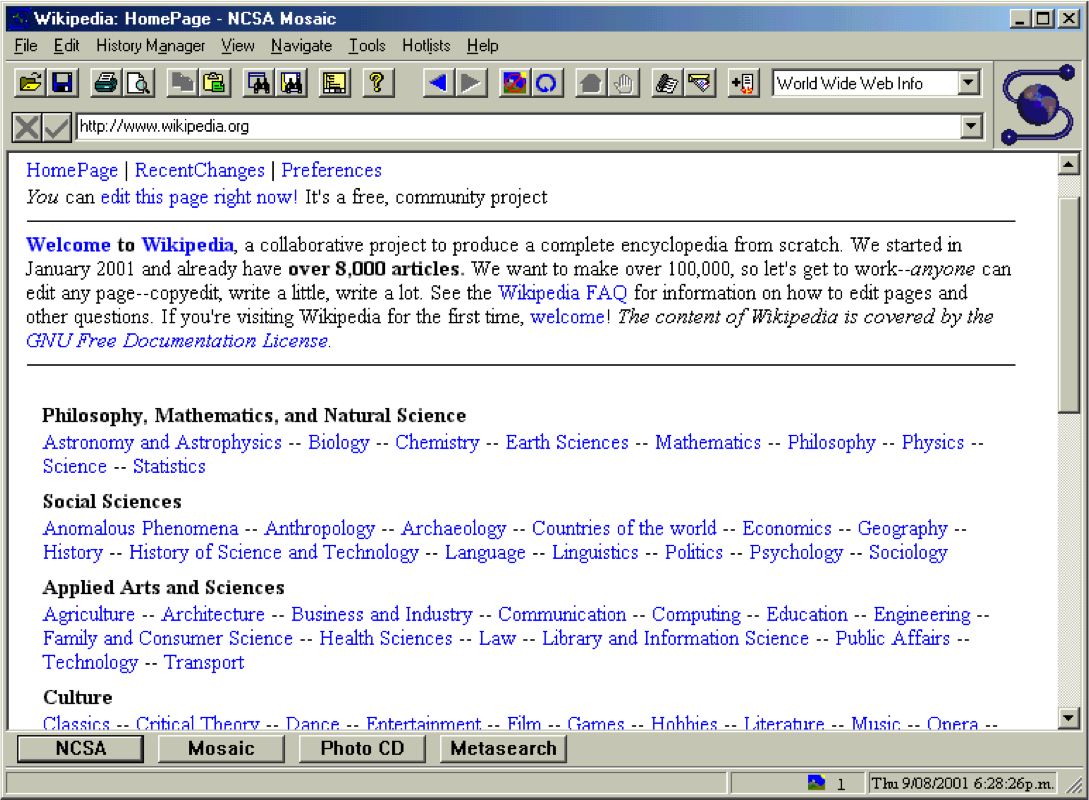 Wikipedia: HomePage - NCSA Mosaic
File Edit History Manager View Navigate Tools Hotlists Help
World Wide Web Info
http://www.wikipedia.org
HomePage | RecentChanges | Preferences
You can edit this page right now! It's a free, community project
Welcome to Wikipedia, a collaborative project to produce a complete encyclopedia from scratch. We started in
January 2001 and already have over 8,000 articles. We want to make over 100,000, so let's get to work--anyone can
edit any page--copyedit, write a little, write a lot. See the Wikipedia FAQ for information on how to edit pages and
other questions. If you're visiting Wikipedia for the first time, welcome! The content of Wikipedia is covered by the
GNU Free Documentation License.
Philosophy, Mathematics, and Natural Science
Astronomy and Astrophysics -- Biology -- Chemistry -- Earth Sciences -- Mathematics -- Philosophy -- Physics --
Science -- Statistics
Social Sciences
Anomalous Phenomena -- Anthropology -- Archaeology -- Countries of the world -- Economics -- Geography --
History -- History of Science and Technology -- Language -- Linguistics -- Politics -- Psychology -- Sociology
Applied Arts and Sciences
Agriculture -- Architecture -- Business and Industry -- Communication -- Computing -- Education -- Engineering --
Family and Consumer Science -- Health Sciences -- Law -- Library and Information Science -- Public Affairs --
Technology -- Transport
Culture
Classics -- Critical Theory -- Dance -- Entertainment -- Film -- Games -- Hobbies -- Literature -- Music -- Opera --
NCSA Mosaic Photo CD Metasearch
1 Thu 9/08/2001 6:28:26p.m.